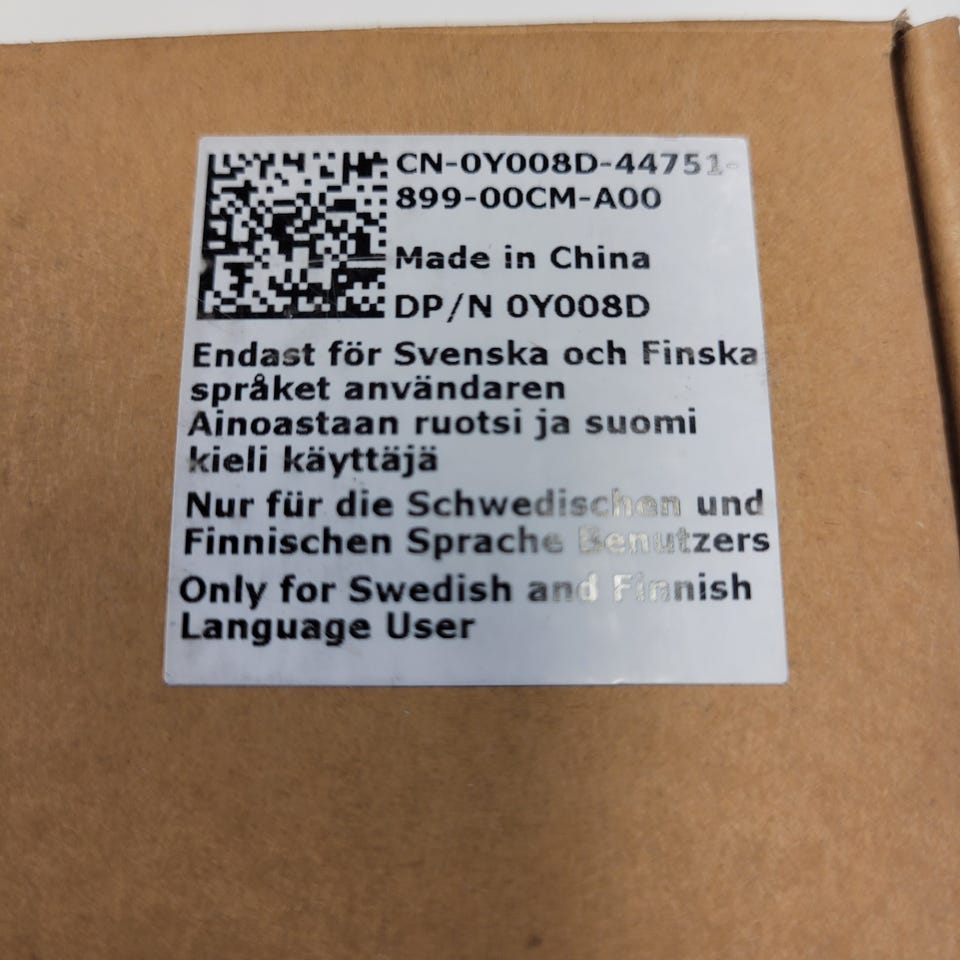 CN-0Y008D-44751-
899-00CM-A00
Made in China
DP/N 0Y008D
Endast för Svenska och Finska
språket användaren
Ainoastaan ruotsi ja suomi
kieli käyttäjä
Nur für die Schwedischen und
Finnischen Sprache Benutzers
Only for Swedish and Finnish
Language User